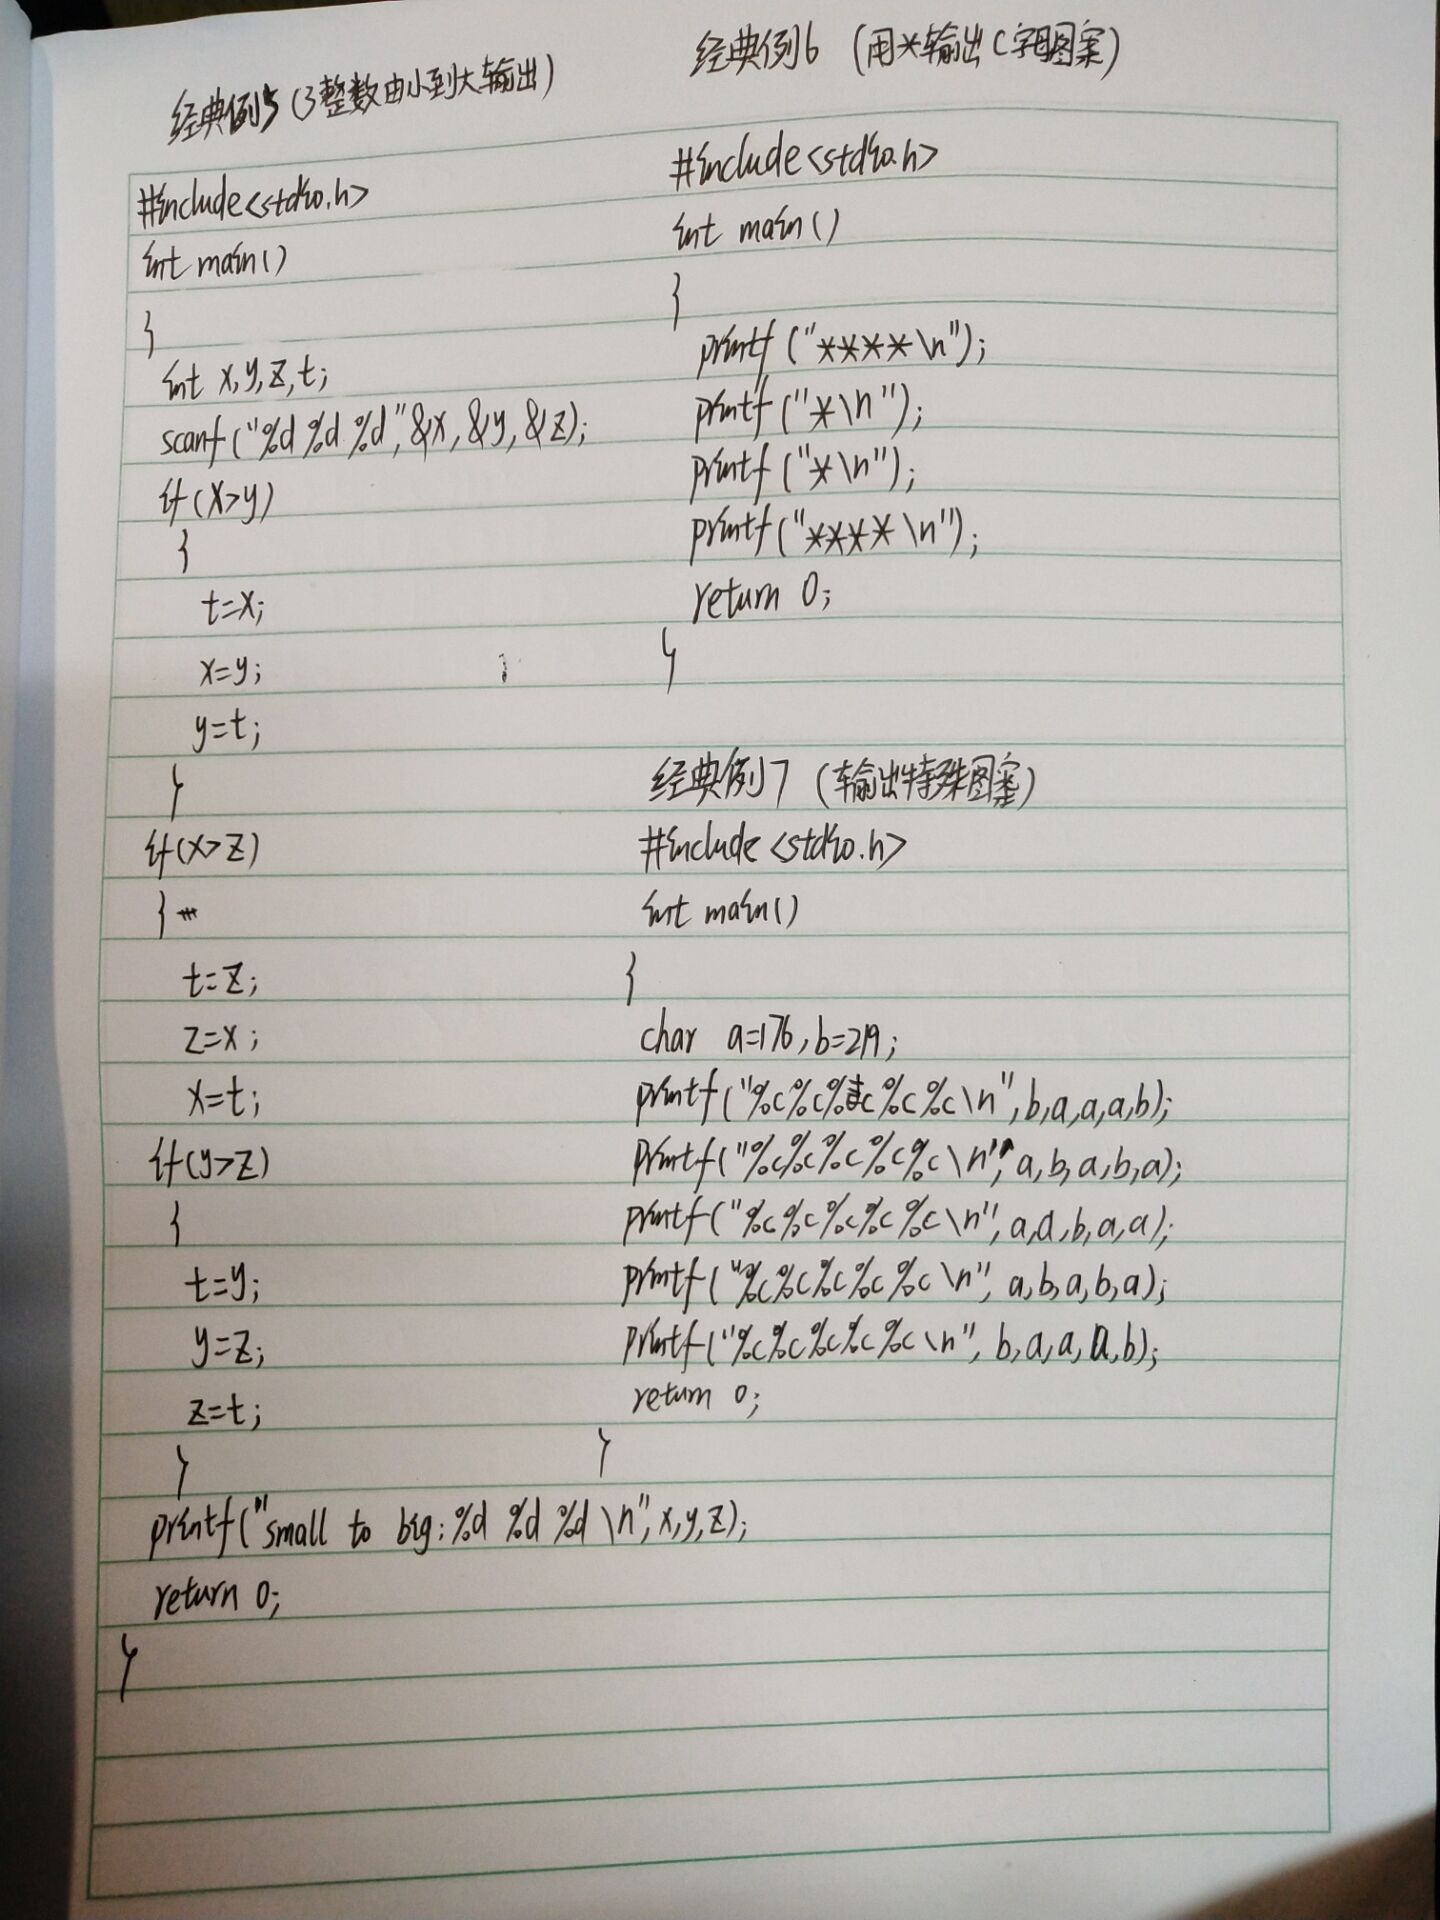 经典例5（3整数由小到大输出）
#include<stdio.h>
int main()
{
int x,y,z,t;
scanf("%d %d %d",&x,&y,&z);
if(x>y)
{
t=x;
x=y;
y=t;
}
if(x>z)
{
t=z;
z=x;
x=t;
if(y>z)
{
t=y;
y=z;
z=t;
}
printf("small to big:%d %d %d \n",x,y,z);
return 0;
}
经典例6（用*输出C字母图案）
#include<stdio.h>
int main()
{
printf("****\n");
printf("*\n");
printf("*\n");
printf("****\n");
return 0;
}
经典例7（输出特殊图案）
#include<stdio.h>
int main()
{
char a=176,b=219;
printf("%c%c%c%c%c\n",b,a,a,a,b);
printf("%c%c%c%c%c\n",a,b,a,b,a);
printf("%c%c%c%c%c\n",a,a,b,a,a);
printf("%c%c%c%c%c\n",a,b,a,b,a);
printf("%c%c%c%c%c\n",b,a,a,a,b);
return 0;
}